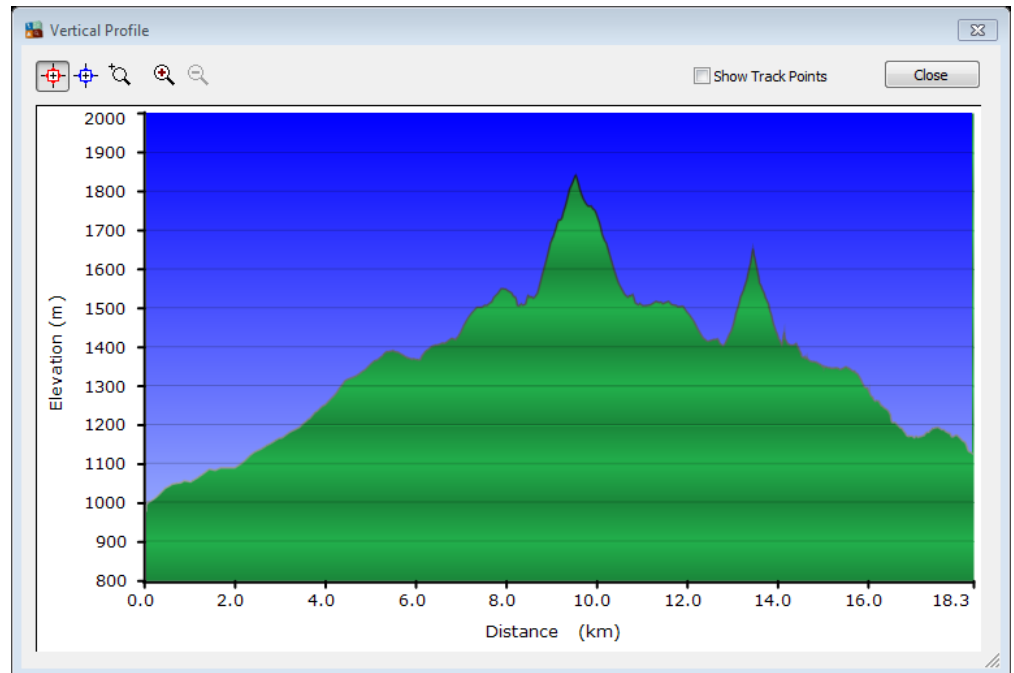 Vertical Profile
Show Track Points
Close
2000
1900
1800
1700
1600
1500
1400
1300
1200
1100
1000
900
800
Elevation (m)
0.0 2.0 4.0 6.0 8.0 10.0 12.0 14.0 16.0 18.3
Distance (km)